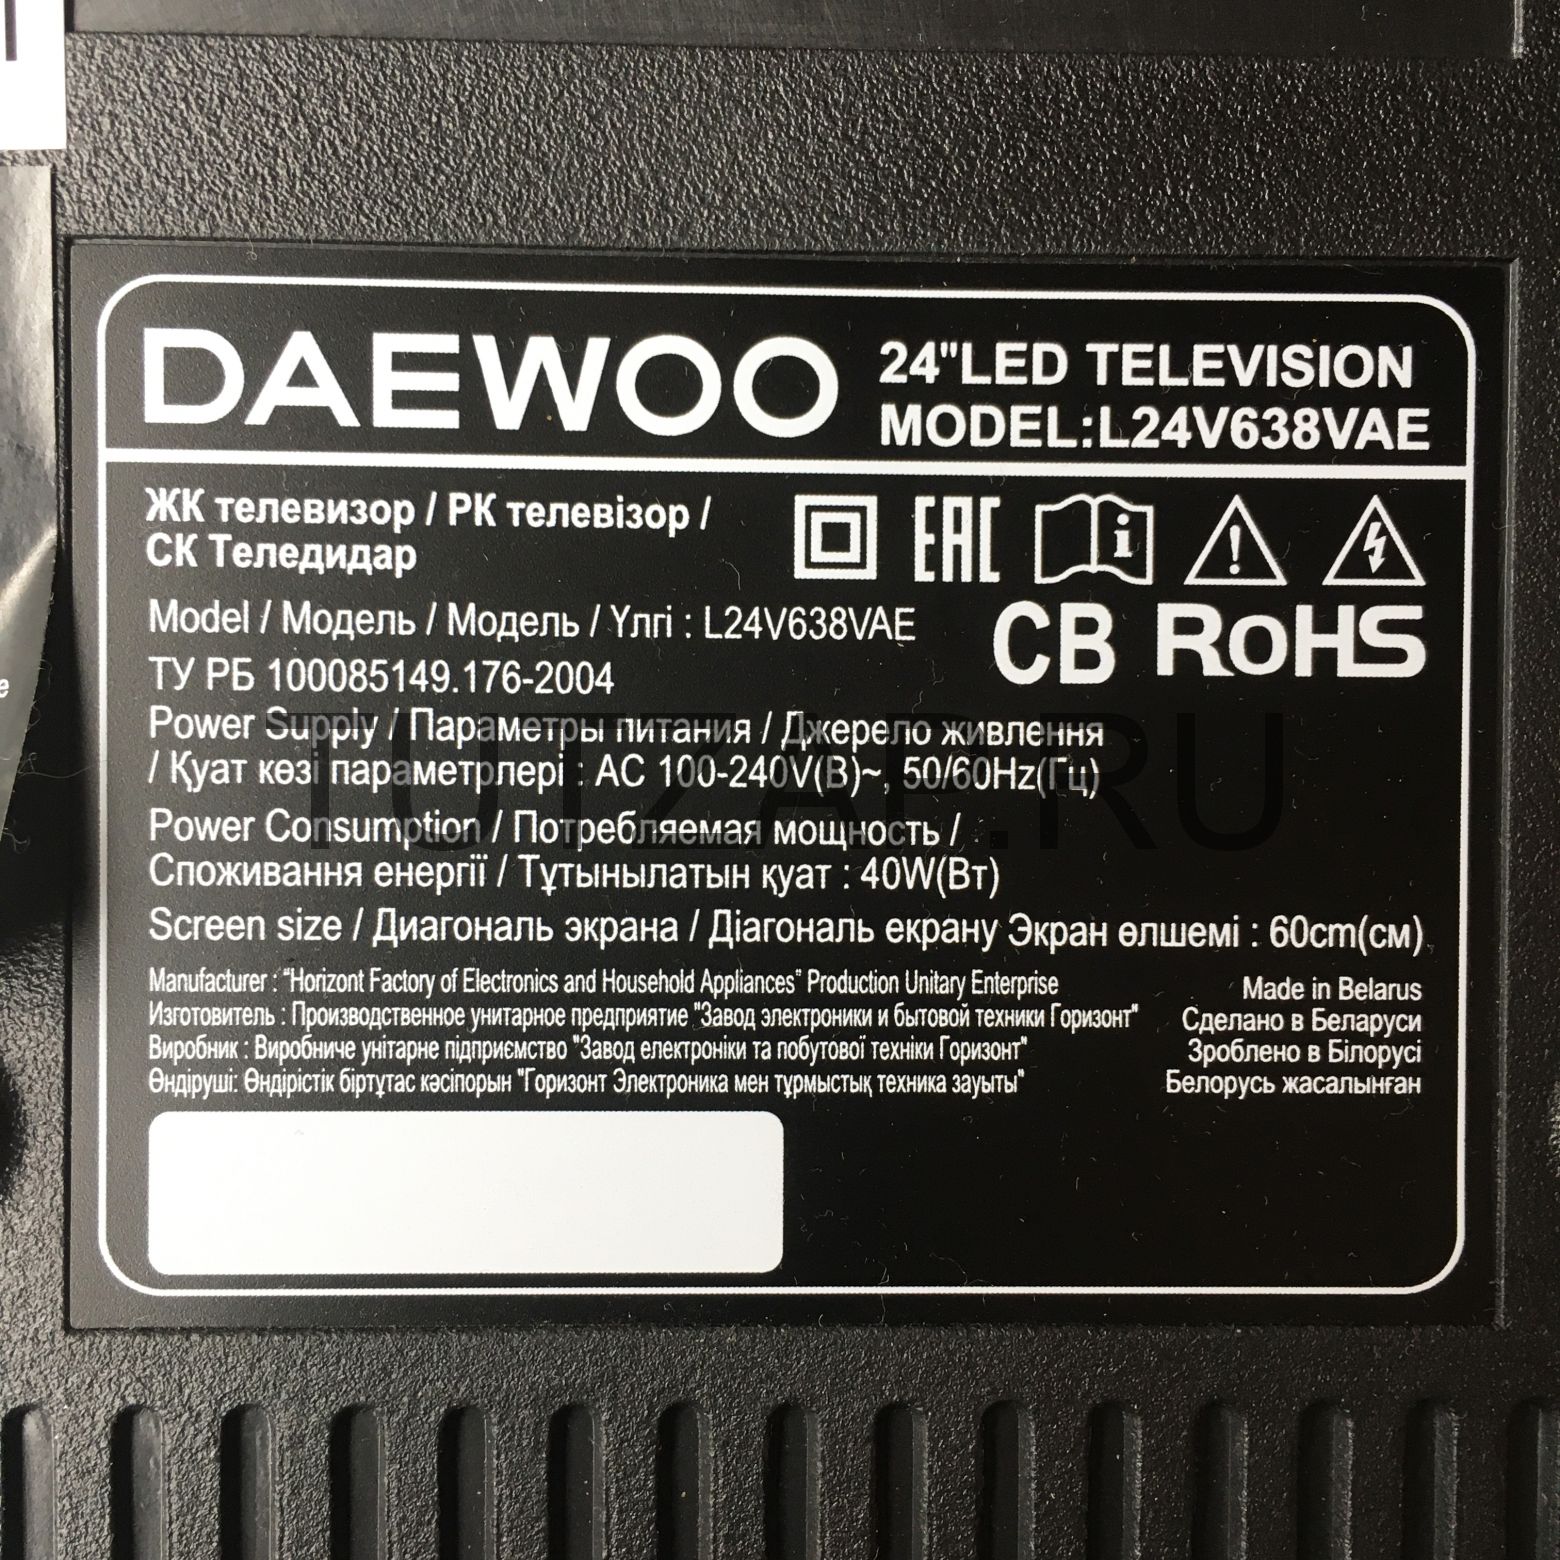 DAEWOO
24"LED TELEVISION
MODEL:L24V638VAE
ЖК телевизор / РК телевізор /
СК Теледидар
EAC
Model / Модель / Модель / Үлгі : L24V638VAE
CB RoHS
ТУ РБ 100085149.176-2004
Power Supply / Параметры питания / Джерело живлення
/ Қуат көзі параметрлері : AC 100-240V(В)~, 50/60Hz(Гц)
TUTZAP.RU
Power Consumption / Потребляемая мощность /
Споживання енергії / Тұтынылатын қуат : 40W(Вт)
Screen size / Диагональ экрана / Діагональ екрану Экран өлшемі : 60cm(см)
Manufacturer : "Horizont Factory of Electronics and Household Appliances" Production Unitary Enterprise
Изготовитель : Производственное унитарное предприятие "Завод электроники и бытовой техники Горизонт"
Виробник : Виробниче унітарне підприємство "Завод електроніки та побутової техніки Горизонт"
Өндіруші: Өндірістік біртұтас кәсіпорын "Горизонт Электроника мен тұрмыстық техника зауыты"
Made in Belarus
Сделано в Беларуси
Зроблено в Білорусі
Белорусь жасалынған